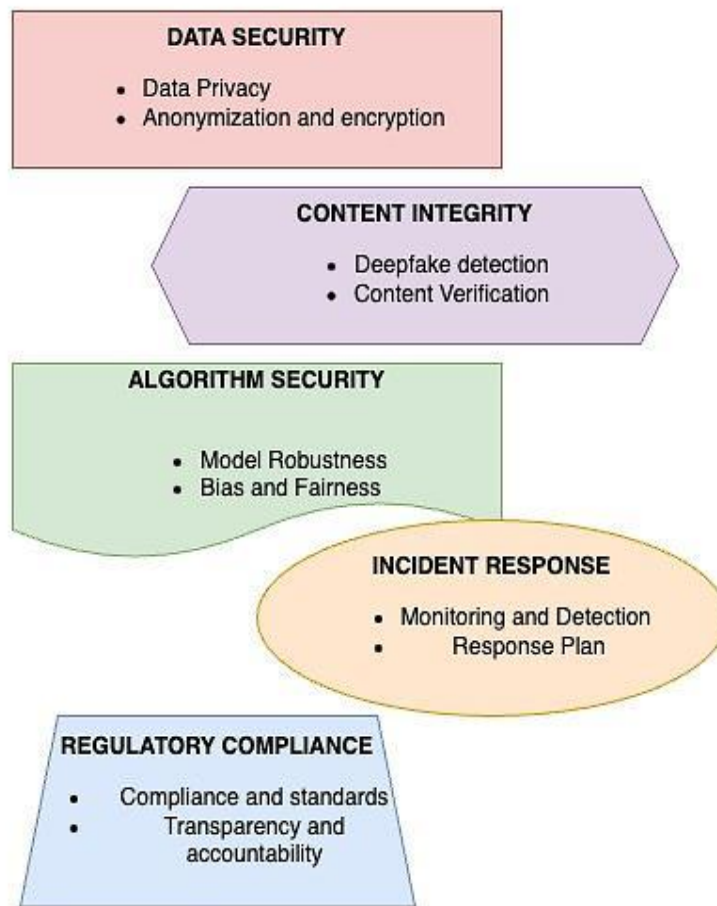 DATA SECURITY
• Data Privacy
• Anonymization and encryption
CONTENT INTEGRITY
• Deepfake detection
• Content Verification
ALGORITHM SECURITY
• Model Robustness
• Bias and Fairness
INCIDENT RESPONSE
• Monitoring and Detection
• Response Plan
REGULATORY COMPLIANCE
• Compliance and standards
• Transparency and
accountability